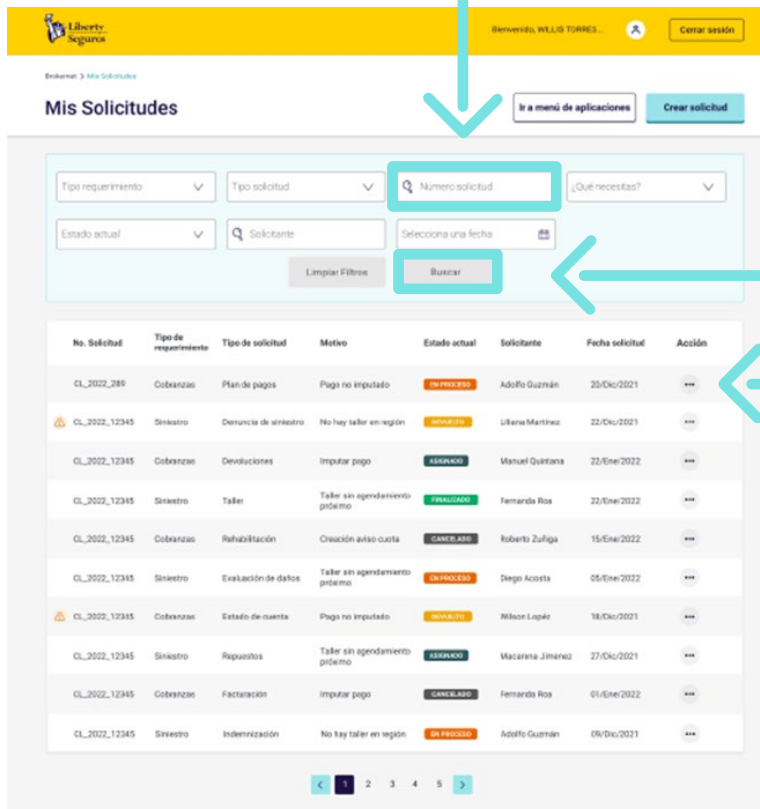 Liberty
Seguros
Bienvenido, WILLIS TORRES...
Cerrar sesión
Brokernet > Mis Solicitudes
Mis Solicitudes
Ir a menú de aplicaciones
Crear solicitud
Tipo requerimiento
Tipo solicitud
Número solicitud
¿Qué necesitas?
Estado actual
Solicitante
Selecciona una fecha
Limpiar Filtros
Buscar
No. Solicitud Tipo de requerimiento Tipo de solicitud Motivo Estado actual Solicitante Fecha solicitud Acción
CL_2022_289 Cobranzas Plan de pagos Pago no imputado EN PROCESO Adolfo Guzmán 20/Dic/2021
CL_2022_12345 Siniestro Denuncia de siniestro No hay taller en región DEVUELTO Liliana Martinez 22/Dic/2021
CL_2022_12345 Cobranzas Devoluciones Imputar pago ASIGNADO Manuel Quintana 22/Ene/2022
CL_2022_12345 Siniestro Taller Taller sin agendamiento próximo FINALIZADO Fernanda Roa 22/Ene/2022
CL_2022_12345 Cobranzas Rehabilitación Creación aviso cuota CANCELADO Roberto Zuñiga 15/Ene/2022
CL_2022_12345 Siniestro Evaluación de daños Taller sin agendamiento próximo EN PROCESO Diego Acosta 05/Ene/2022
CL_2022_12345 Cobranzas Estado de cuenta Pago no imputado DEVUELTO Wilson Lopéz 18/Dic/2021
CL_2022_12345 Siniestro Repuestos Taller sin agendamiento próximo ASIGNADO Macarena Jimenez 27/Dic/2021
CL_2022_12345 Cobranzas Facturación Imputar pago CANCELADO Fernanda Roa 01/Ene/2022
CL_2022_12345 Siniestro Indemnización No hay taller en región EN PROCESO Adolfo Guzmán 09/Dic/2021
< 1 2 3 4 5 >